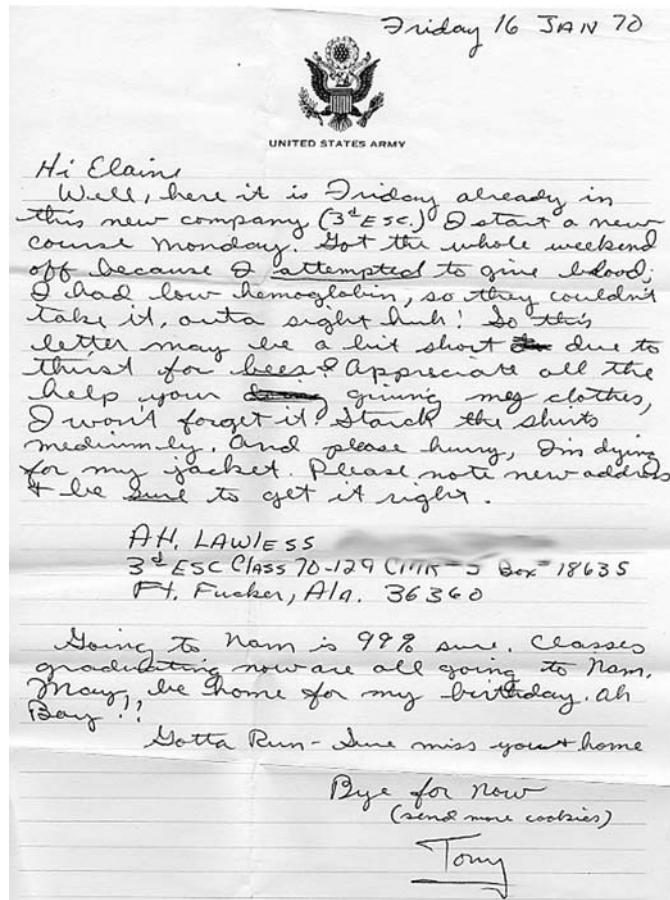 Friday 16 JAN 70
UNITED STATES ARMY
Hi Elaine
Well, here it is Friday already in
this new company (3ᵈ ESC.) I start a new
course Monday. Got the whole weekend
off because I attempted to give blood;
I had low hemoglobin, so they couldn't
take it, outa sight huh! So this
letter may be a bit short due to
thirst for bees? Appreciate all the
help your giving me clothes,
I won't forget it! Starch the shirts
mediumly. And please hurry, I'm dying
for my jacket. Please note new address
+ be sure to get it right.
A.H. LAWlESS
3ᵈ ESC Class 70-129 CMR-5 Box 18635
Ft. Fucker, Ala. 36360
Going to Nam is 99% sure. Classes
graduating now are all going to Nam.
May be home for my birthday. Ah
Boy!!
Gotta Run - Sure miss you + home
Bye for Now
(send more cookies)
Tony